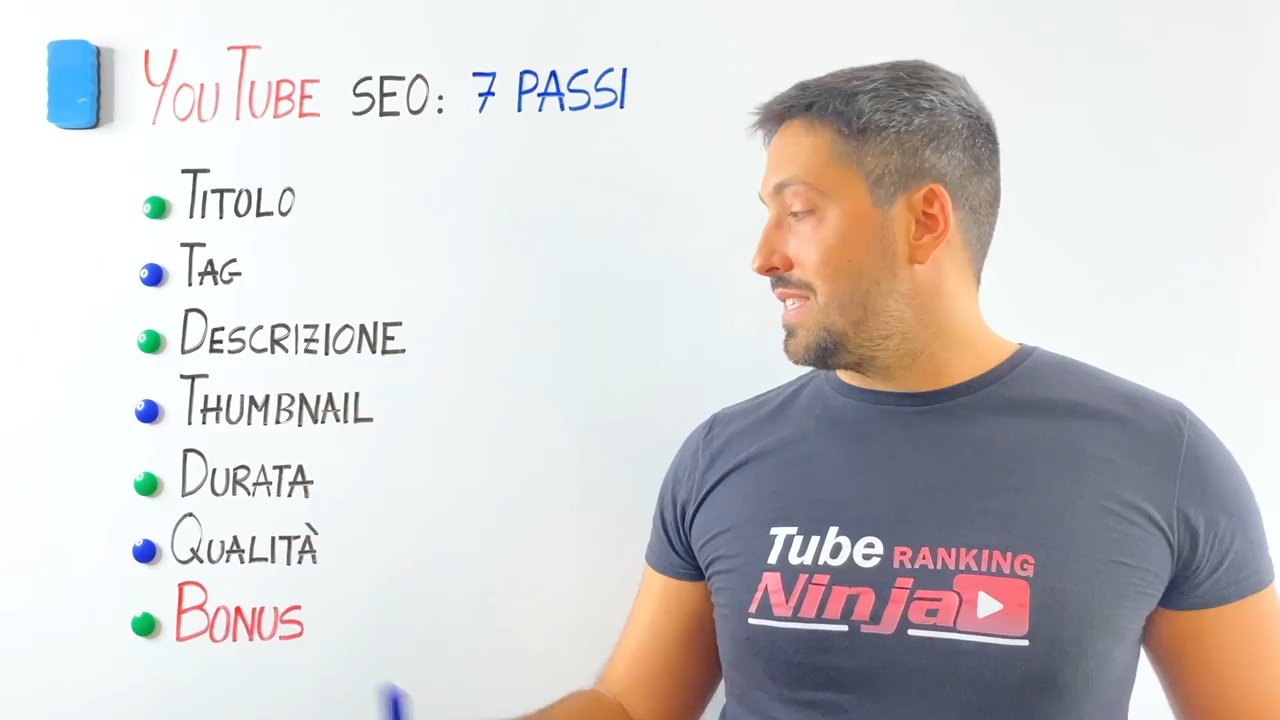 YOUTUBE SEO: 7 PASSI
TITOLO
TAG
DESCRIZIONE
THUMBNAIL
DURATA
QUALITÀ
BONUS
Tube RANKING
Ninja